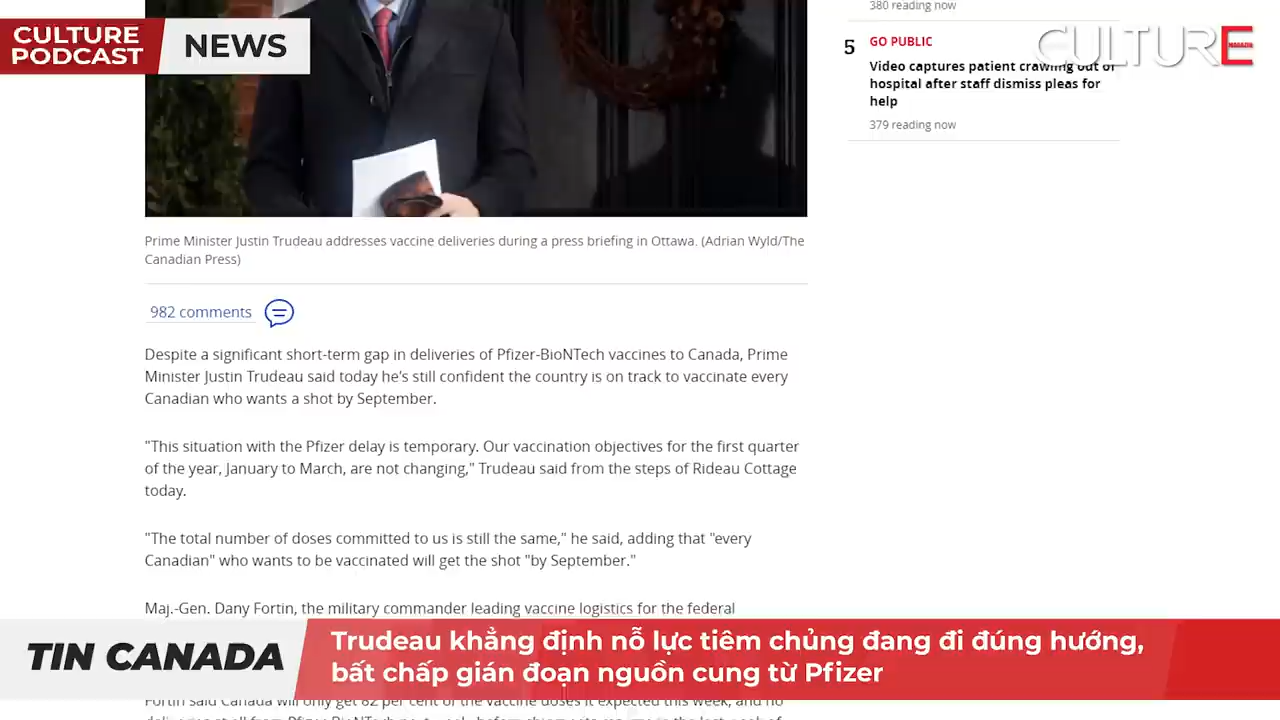 CULTURE
PODCAST
NEWS
380 reading now
5
GO PUBLIC
CULTURE
MAGAZIN
Video captures patient crawling out of
hospital after staff dismiss pleas for
help
379 reading now
Prime Minister Justin Trudeau addresses vaccine deliveries during a press briefing in Ottawa. (Adrian Wyld/The
Canadian Press)
982 comments
Despite a significant short-term gap in deliveries of Pfizer-BioNTech vaccines to Canada, Prime
Minister Justin Trudeau said today he's still confident the country is on track to vaccinate every
Canadian who wants a shot by September.
"This situation with the Pfizer delay is temporary. Our vaccination objectives for the first quarter
of the year, January to March, are not changing," Trudeau said from the steps of Rideau Cottage
today.
"The total number of doses committed to us is still the same," he said, adding that "every
Canadian" who wants to be vaccinated will get the shot "by September."
Maj.-Gen. Dany Fortin, the military commander leading vaccine logistics for the federal
TIN CANADA
Trudeau khẳng định nỗ lực tiêm chủng đang đi đúng hướng,
bất chấp gián đoạn nguồn cung từ Pfizer
Fortin said Canada will only get 82 per cent of the vaccine doses it expected this week, and no